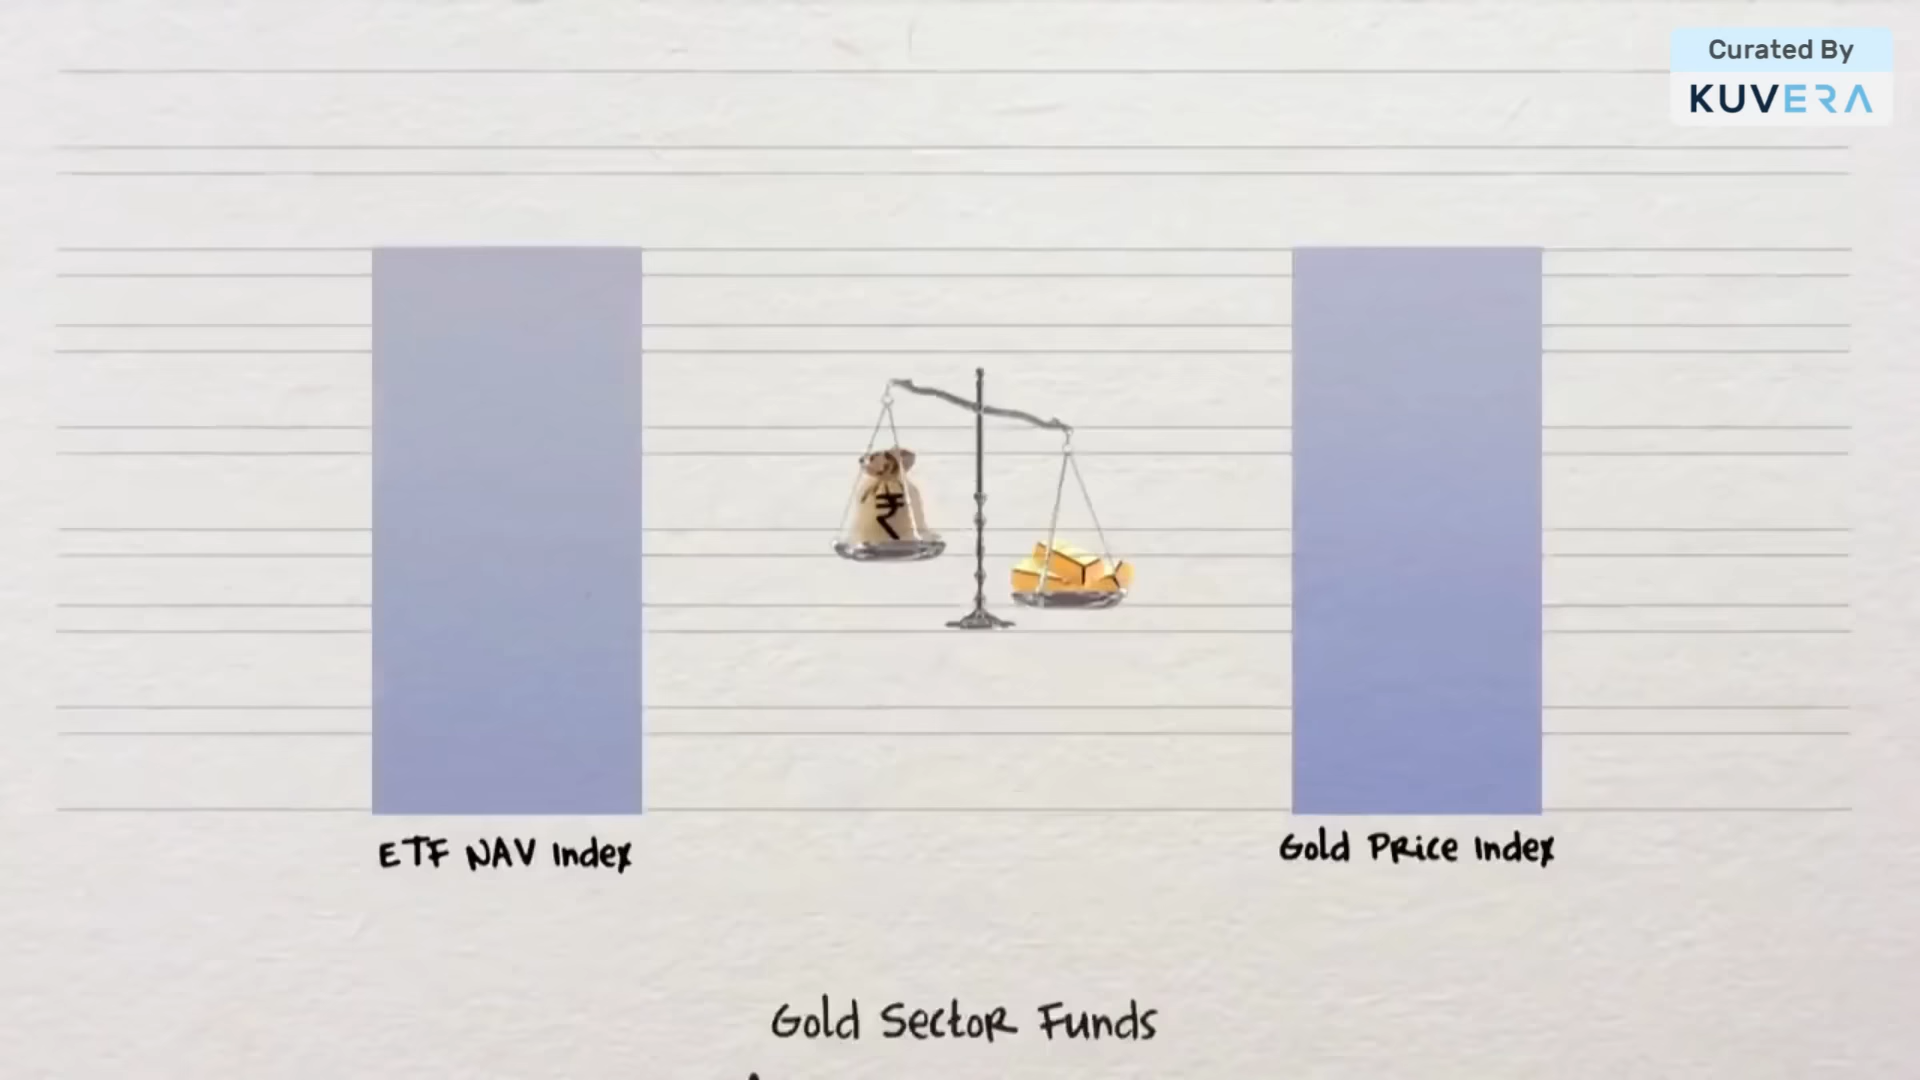 Curated By
KUVERA
₹
ETF NAV Index
Gold Price Index
Gold Sector Funds